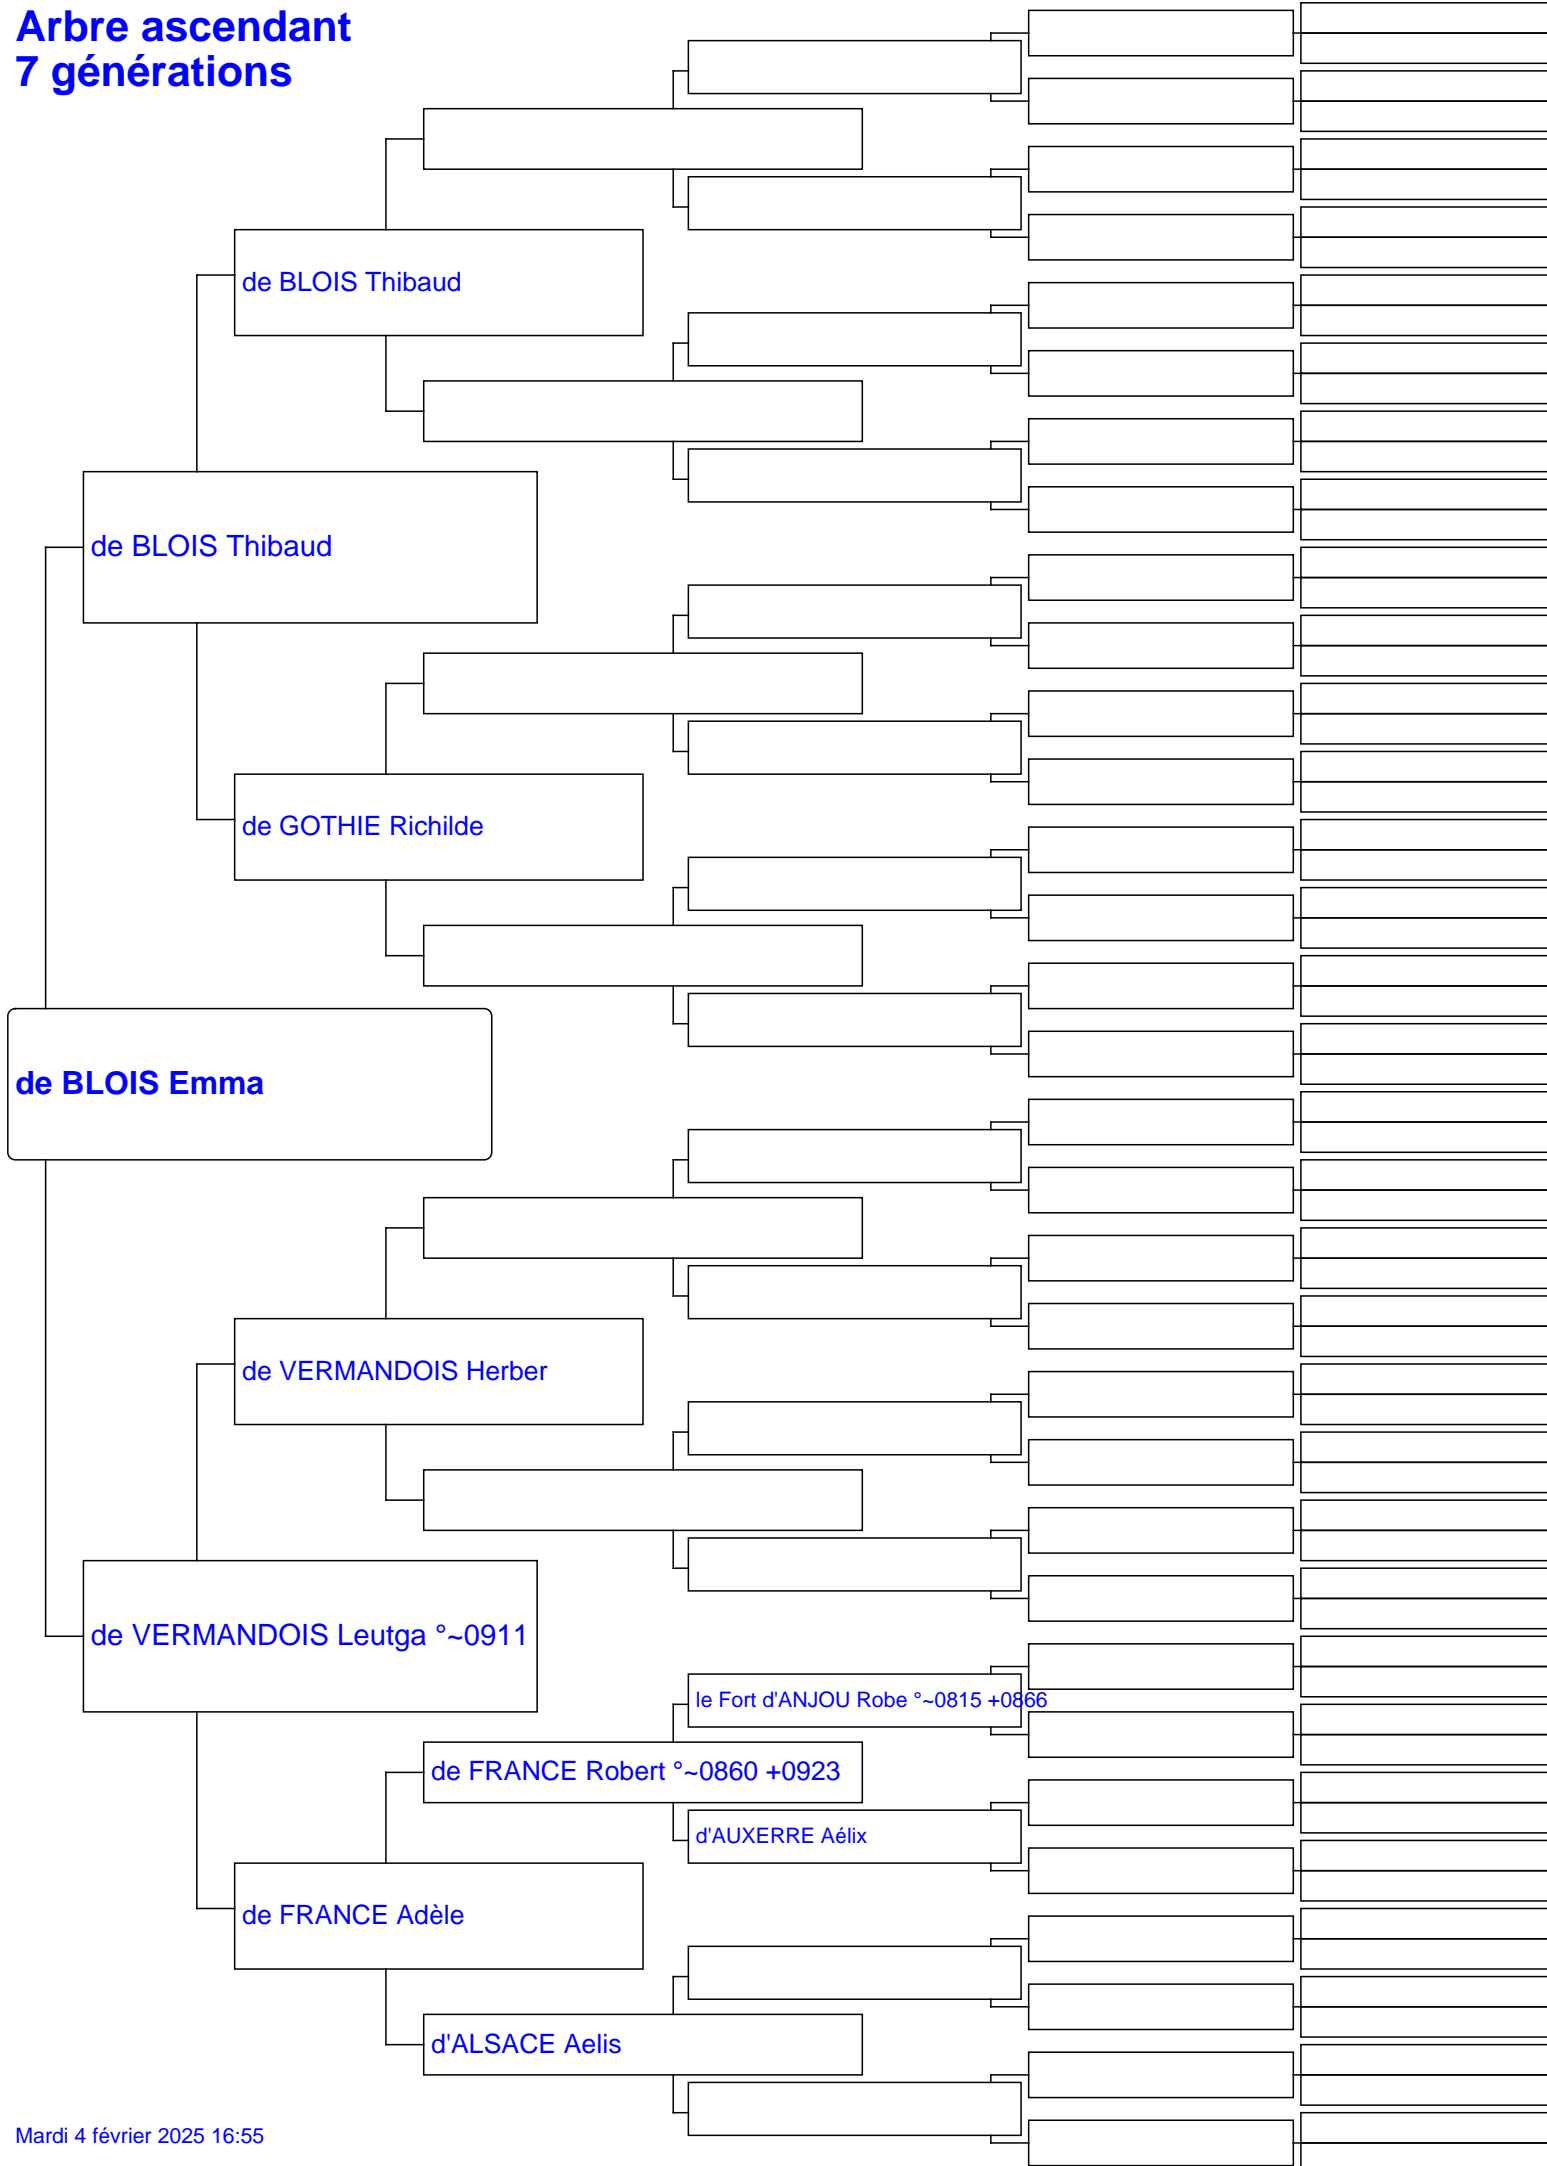 Arbre ascendant
7 générations
de BLOIS Thibaud
de BLOIS Thibaud
de GOTHIE Richilde
de BLOIS Emma
de VERMANDOIS Herber
de VERMANDOIS Leutga °~0911
le Fort d'ANJOU Robe °~0815 +0866
de FRANCE Robert °~0860 +0923
d'AUXERRE Aélix
de FRANCE Adèle
d'ALSACE Aelis
Mardi 4 février 2025 16:55